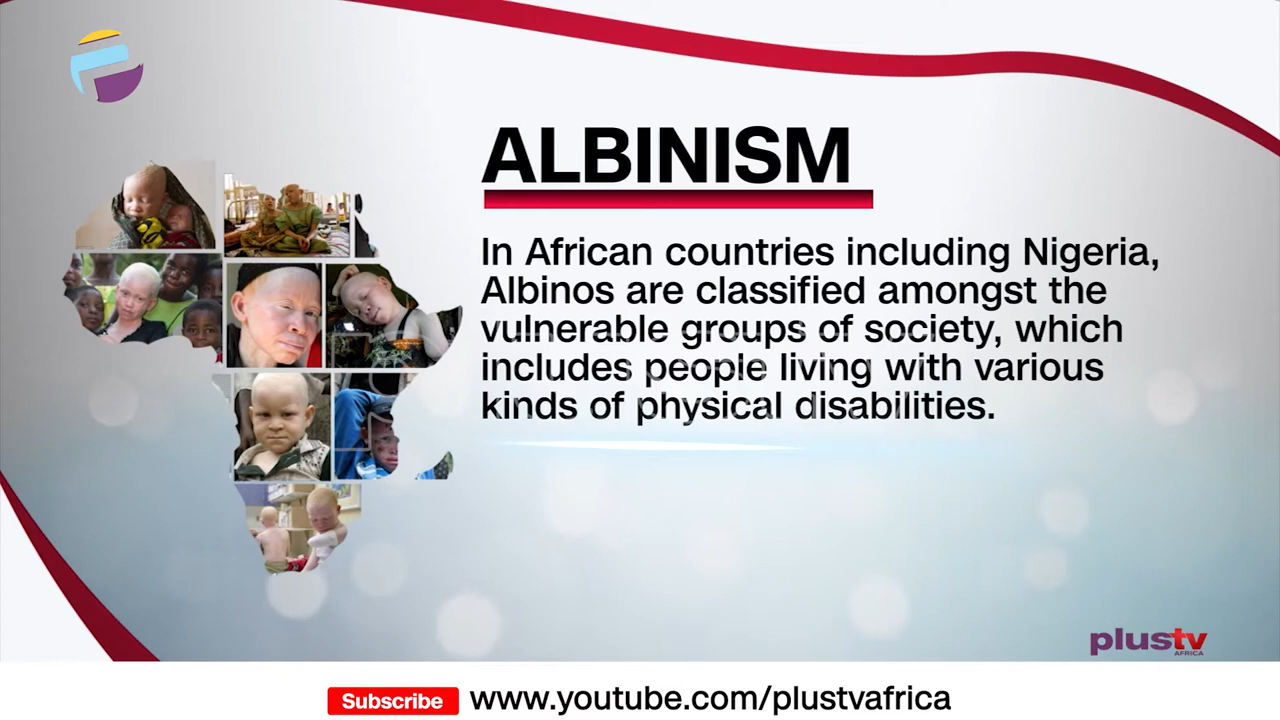 ALBINISM
In African countries including Nigeria,
Albinos are classified amongst the
vulnerable groups of society, which
includes people living with various
kinds of physical disabilities.
plustv
AFRICA
Subscribe www.youtube.com/plustvafrica